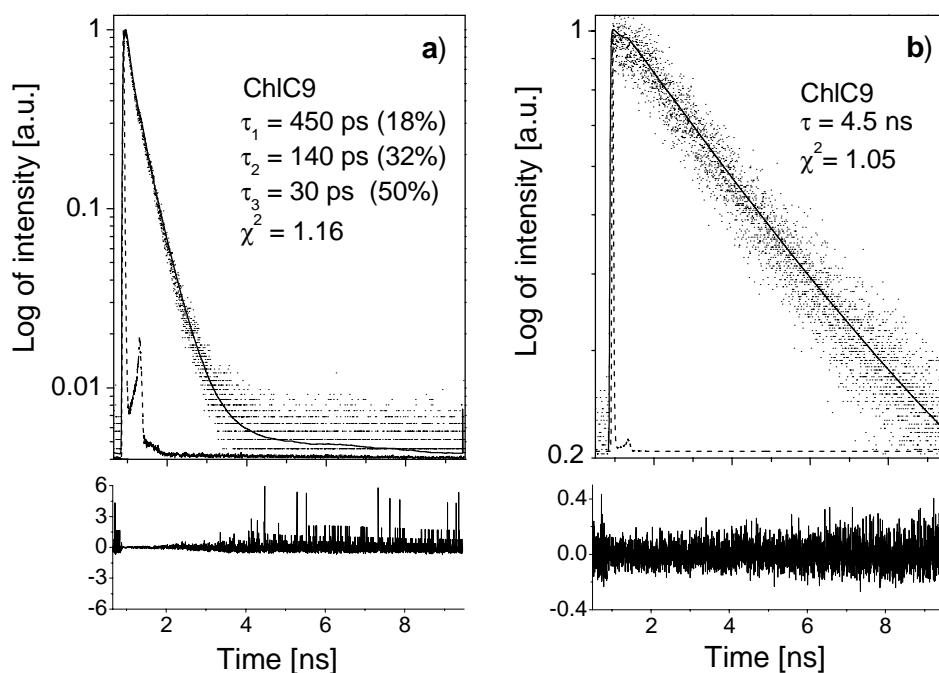 a)
ChlC9
τ1 = 450 ps (18%)
τ2 = 140 ps (32%)
τ3 = 30 ps (50%)
χ2 = 1.16
Log of intensity [a.u.]
1
0.1
0.01
6
3
0
-3
-6
2 4 6 8
Time [ns]
b)
ChlC9
τ = 4.5 ns
χ2= 1.05
Log of intensity [a.u.]
1
0.2
0.4
0.0
-0.4
2 4 6 8
Time [ns]